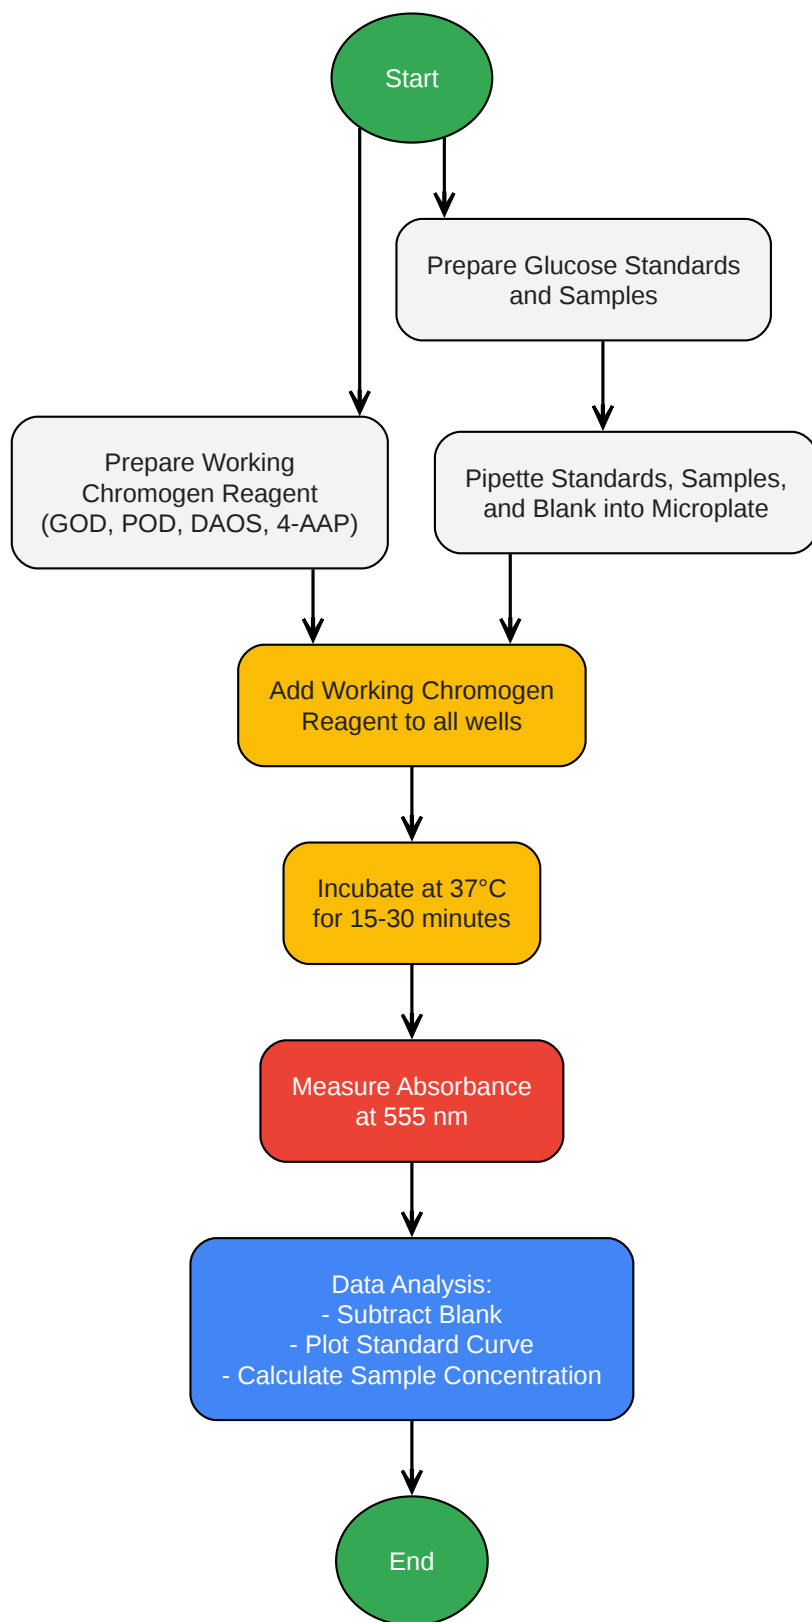 Start
Prepare Glucose Standards
and Samples
Prepare Working
Chromogen Reagent
(GOD, POD, DAOS, 4-AAP)
Pipette Standards, Samples,
and Blank into Microplate
Add Working Chromogen
Reagent to all wells
Incubate at 37°C
for 15-30 minutes
Measure Absorbance
at 555 nm
Data Analysis:
- Subtract Blank
- Plot Standard Curve
- Calculate Sample Concentration
End